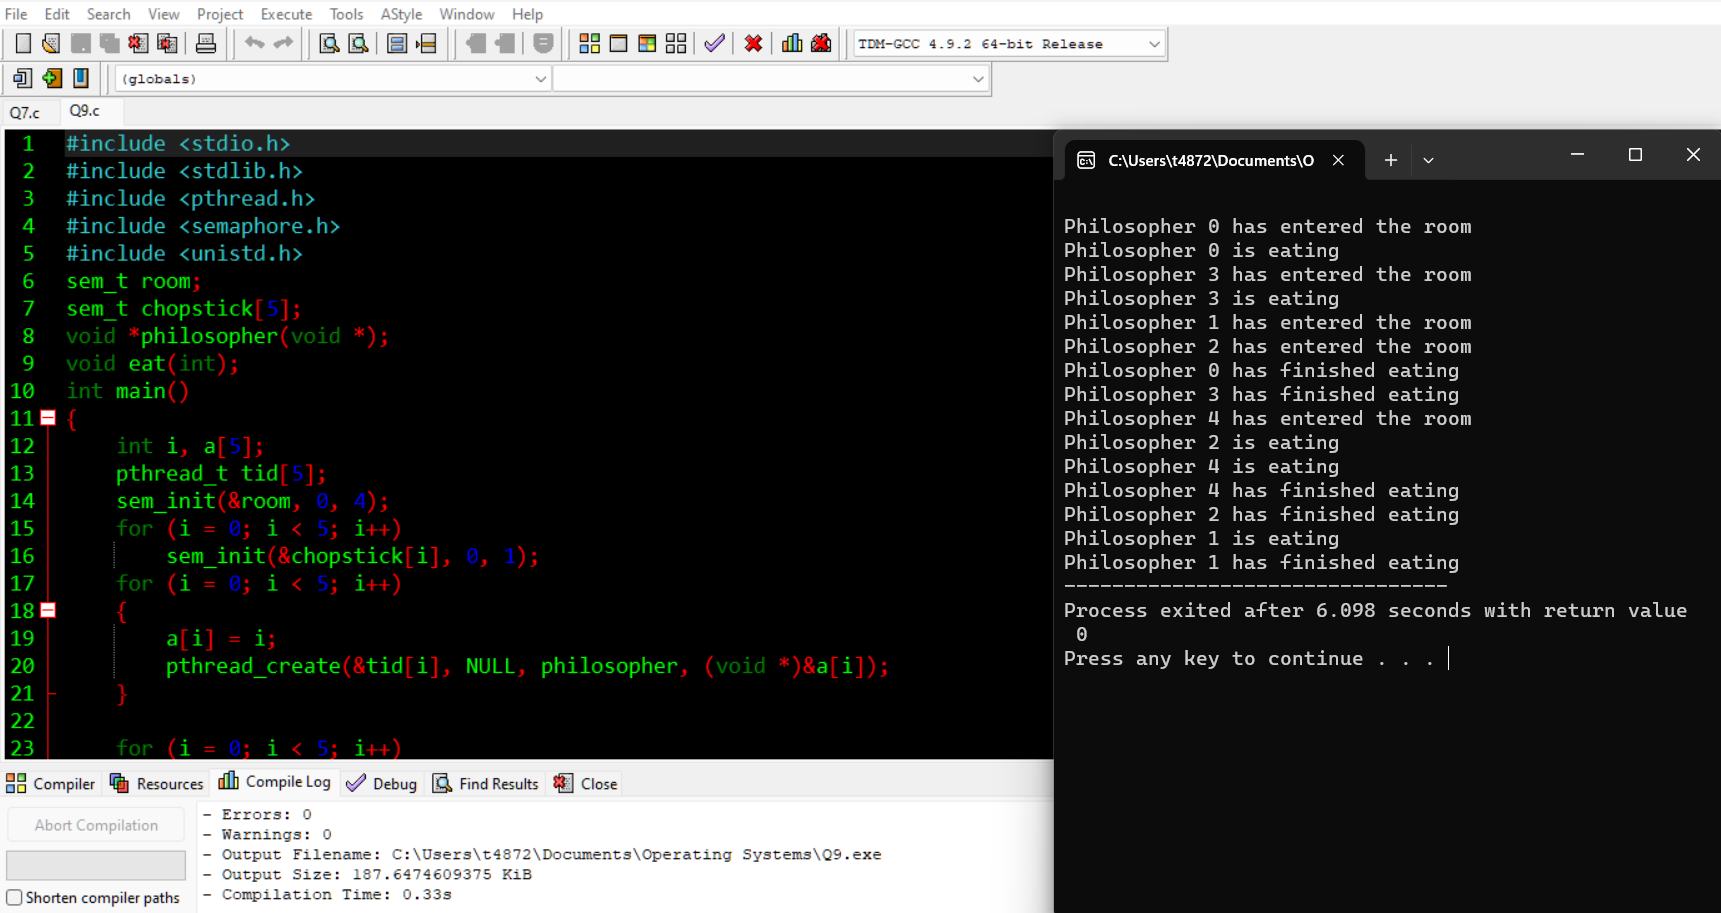 File Edit Search View Project Execute Tools AStyle Window Help
TDM-GCC 4.9.2 64-bit Release
(globals)
Q7.c Q9.c
1 #include <stdio.h>
2 #include <stdlib.h>
3 #include <pthread.h>
4 #include <semaphore.h>
5 #include <unistd.h>
6 sem_t room;
7 sem_t chopstick[5];
8 void *philosopher(void *);
9 void eat(int);
10 int main()
11 {
12 int i, a[5];
13 pthread_t tid[5];
14 sem_init(&room, 0, 4);
15 for (i = 0; i < 5; i++)
16 sem_init(&chopstick[i], 0, 1);
17 for (i = 0; i < 5; i++)
18 {
19 a[i] = i;
20 pthread_create(&tid[i], NULL, philosopher, (void *)&a[i]);
21 }
22
23 for (i = 0; i < 5; i++)
C:\Users\t4872\Documents\O
Philosopher 0 has entered the room
Philosopher 0 is eating
Philosopher 3 has entered the room
Philosopher 3 is eating
Philosopher 1 has entered the room
Philosopher 2 has entered the room
Philosopher 0 has finished eating
Philosopher 3 has finished eating
Philosopher 4 has entered the room
Philosopher 2 is eating
Philosopher 4 is eating
Philosopher 4 has finished eating
Philosopher 2 has finished eating
Philosopher 1 is eating
Philosopher 1 has finished eating
--------------------------------
Process exited after 6.098 seconds with return value
0
Press any key to continue . . .
Compiler Resources Compile Log Debug Find Results Close
Abort Compilation
Shorten compiler paths
- Errors: 0
- Warnings: 0
- Output Filename: C:\Users\t4872\Documents\Operating Systems\Q9.exe
- Output Size: 187.6474609375 KiB
- Compilation Time: 0.33s